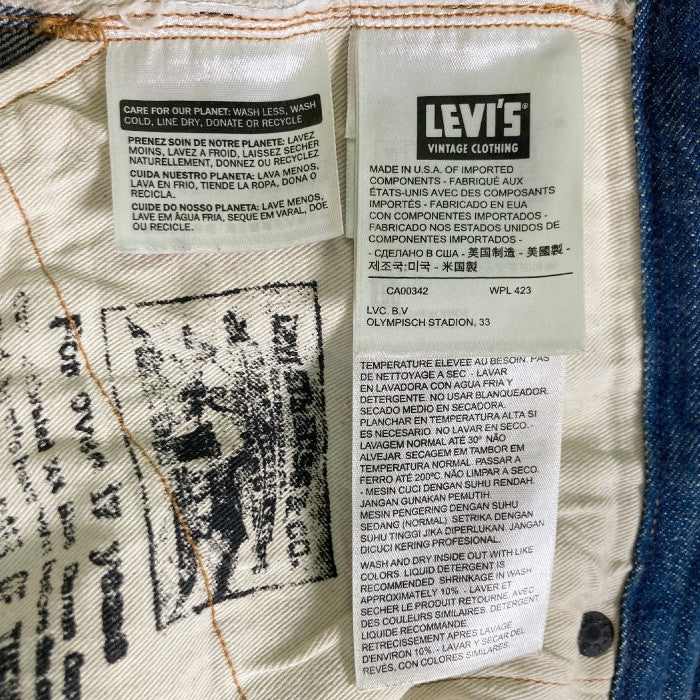 CARE FOR OUR PLANET: WASH LESS, WASH
COLD, LINE DRY, DONATE OR RECYCLE
PRENEZ SOIN DE NOTRE PLANETE: LAVEZ
MOINS, LAVEZ A FROID, LAISSEZ SÉCHER
NATURELLEMENT, DONNEZ OU RECYCLEZ
CUIDA NUESTRO PLANETA: LAVA MENOS,
LAVA EN FRIO, TIENDE LA ROPA, DONA O
RECICLA.
CUIDE DO NOSSO PLANETA: LAVE MENOS,
LAVE EM ÁGUA FRIA, SEQUE EM VARAL, DOE
OU RECICLE.
LEVI'S
VINTAGE CLOTHING
MADE IN U.S.A. OF IMPORTED
COMPONENTS - FABRIQUÉ AUX
ÉTATS-UNIS AVEC DES COMPOSANTS
IMPORTÉS - FABRICADO EN EUA
CON COMPONENTES IMPORTADOS -
FABRICADO NOS ESTADOS UNIDOS DE
COMPONENTES IMPORTADOS -
- СДЕЛАНО В США - 美国制造 - 美國製 -
제조국:미국 - 米国製
CA00342 WPL 423
LVC. B.V
OLYMPISCH STADION, 33
TEMPERATURE ELEVEE AU BESOIN. PAS
DE NETTOYAGE A SEC - LAVAR
EN LAVADORA CON AGUA FRIA Y
DETERGENTE. NO USAR BLANQUEADOR.
SECADO MEDIO EN SECADORA.
PLANCHAR EN TEMPERATURA ALTA SI
ES NECESARIO. NO LAVAR EN SECO.
LAVAGEM NORMAL ATÉ 30° NÃO
ALVEJAR. SECAGEM EM TAMBOR EM
TEMPERATURA NORMAL. PASSAR A
FERRO ATÉ 200ºC. NÃO LIMPAR A SECO.
- MESIN CUCI DENGAN SUHU RENDAH.
JANGAN GUNAKAN PEMUTIH.
MESIN PENGERING DENGAN SUHU
SEDANG (NORMAL). SETRIKA DENGAN
SUHU TINGGI JIKA DIPERLUKAN. JANGAN
DICUCI KERING PROFESIONAL.
WASH AND DRY INSIDE OUT WITH LIKE
COLORS. LIQUID DETERGENT IS
RECOMMENDED. SHRINKAGE IN WASH
APPROXIMATELY 10%. - LAVER ET
SÉCHER LE PRODUIT RETOURNÉ, AVEC
DES COULEURS SIMILAIRES. DETERGENT
LIQUIDE RECOMMANDÉ.
RETRECISSEMENT APRÈS LAVAGE
D'ENVIRON 10%. - LAVAR Y SECAR DEL
REVÉS, CON COLORES SIMILARES.
& CO.
For over 17 years